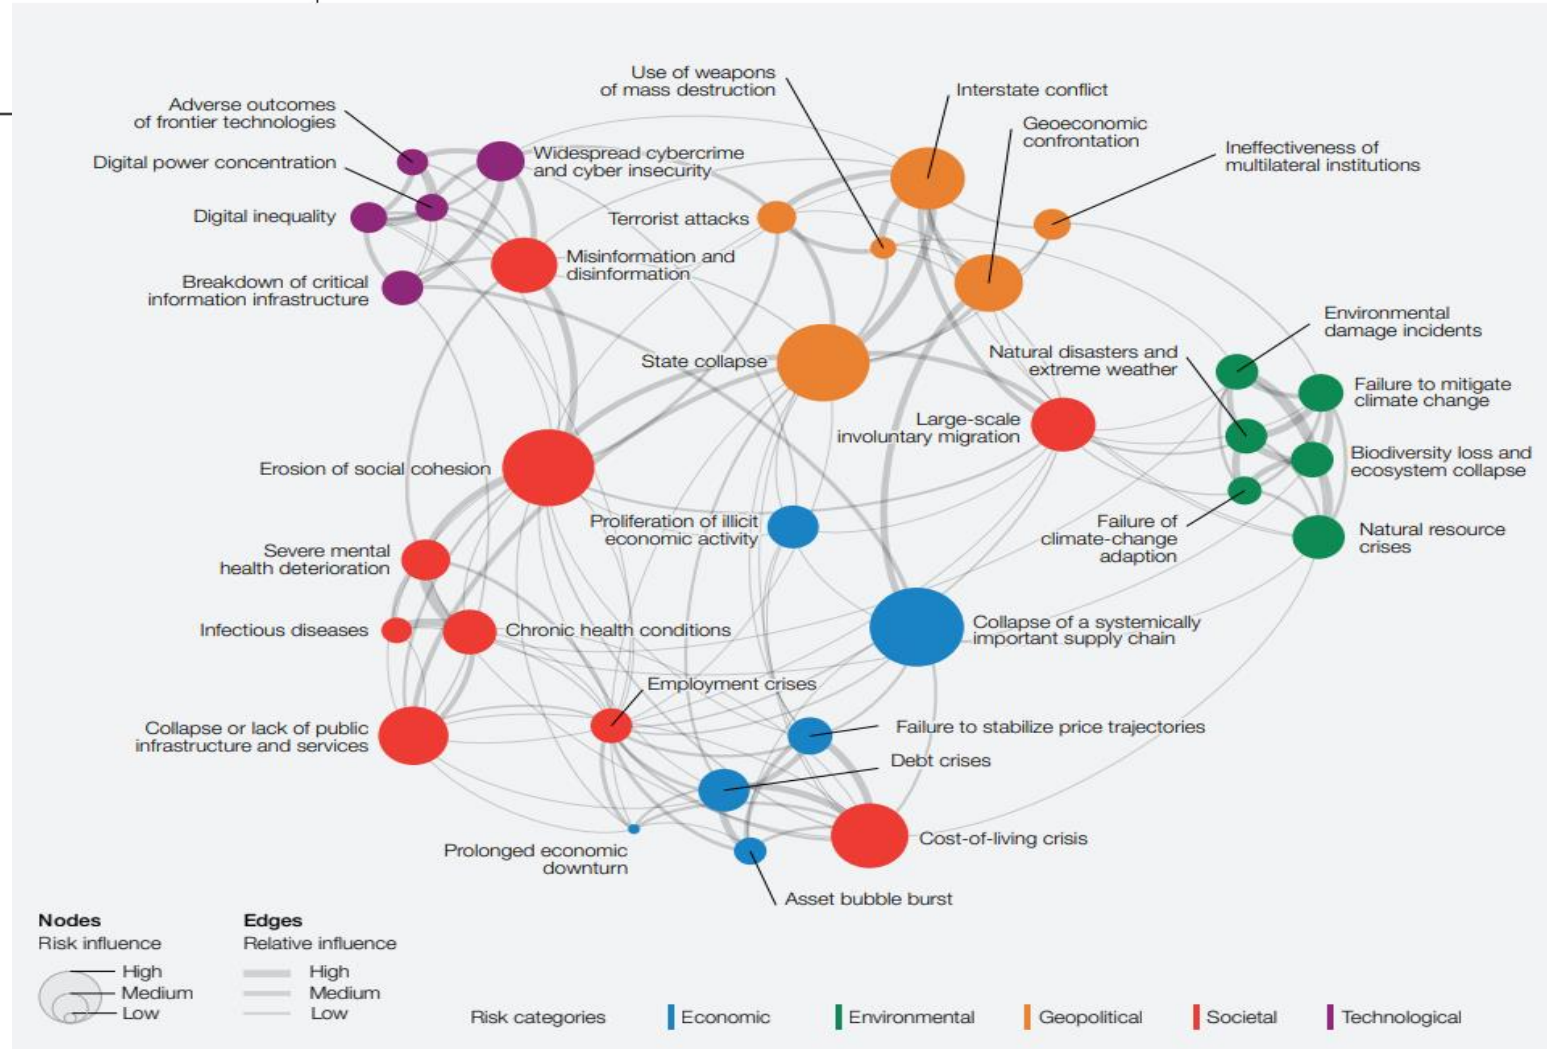 Use of weapons
of mass destruction
Interstate conflict
Adverse outcomes
of frontier technologies
Geoeconomic
confrontation
Digital power concentration
Widespread cybercrime
and cyber insecurity
Ineffectiveness of
multilateral institutions
Digital inequality
Terrorist attacks
Misinformation and
disinformation
Breakdown of critical
information infrastructure
Environmental
damage incidents
State collapse
Natural disasters and
extreme weather
Failure to mitigate
climate change
Large-scale
involuntary migration
Erosion of social cohesion
Biodiversity loss and
ecosystem collapse
Proliferation of illicit
economic activity
Failure of
climate-change
adaption
Natural resource
crises
Severe mental
health deterioration
Infectious diseases
Chronic health conditions
Collapse of a systemically
important supply chain
Employment crises
Collapse or lack of public
infrastructure and services
Failure to stabilize price trajectories
Debt crises
Cost-of-living crisis
Prolonged economic
downturn
Asset bubble burst
Nodes
Risk influence
High
Medium
Low
Edges
Relative influence
High
Medium
Low
Risk categories
Economic
Environmental
Geopolitical
Societal
Technological